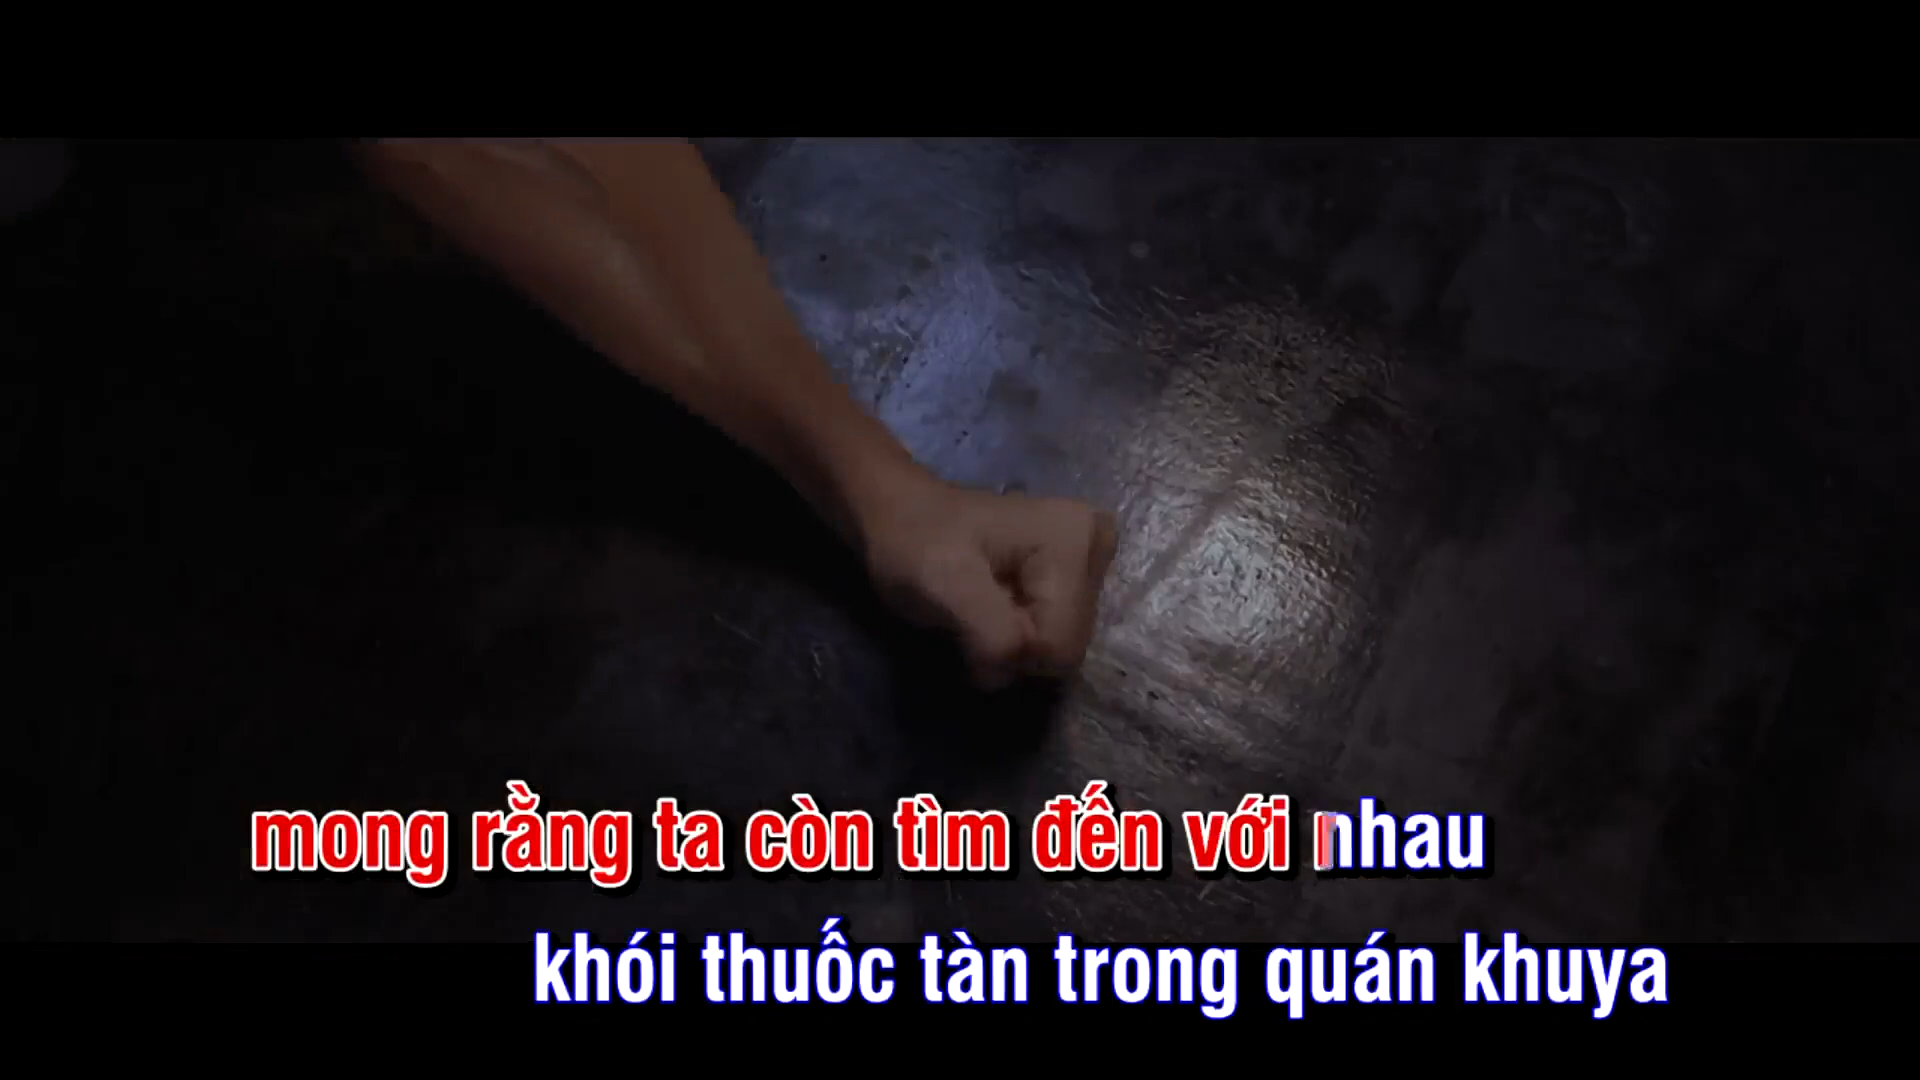 mong rằng ta còn tìm đến với nhau
khói thuốc tàn trong quán khuya